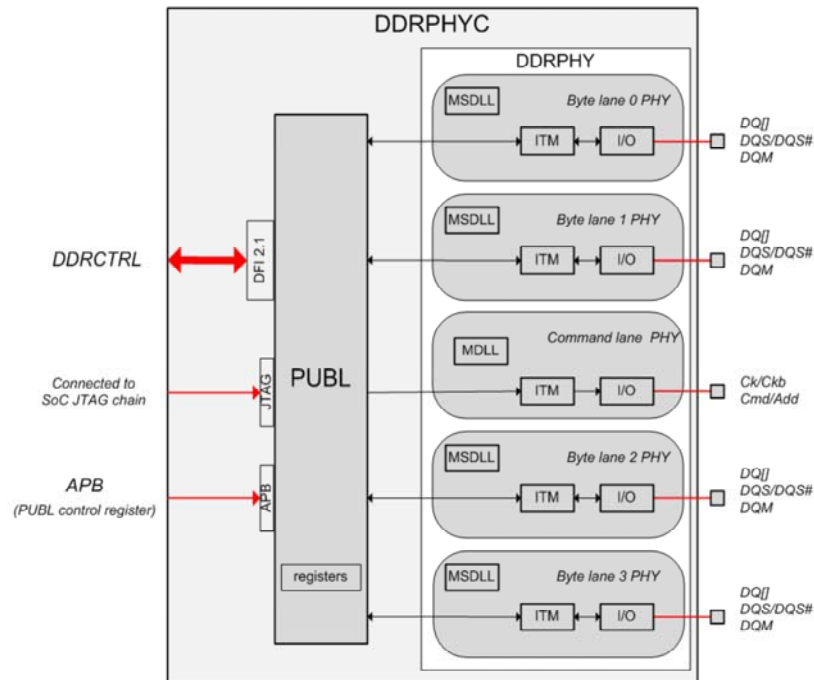 DDRPHYC
DDRPHY
MSDLL
Byte lane 0 PHY
ITM
I/O
DQ[]
DQS/DQS#
DQM
MSDLL
Byte lane 1 PHY
ITM
I/O
DQ[]
DQS/DQS#
DQM
DDRCTRL
DFI 2.1
Command lane PHY
MDLL
ITM
I/O
Ck/Ckb
Cmd/Add
PUBL
Connected to
SoC JTAG chain
JTAG
MSDLL
Byte lane 2 PHY
ITM
I/O
DQ[]
DQS/DQS#
DQM
APB
(PUBL control register)
APB
registers
MSDLL
Byte lane 3 PHY
ITM
I/O
DQ[]
DQS/DQS#
DQM